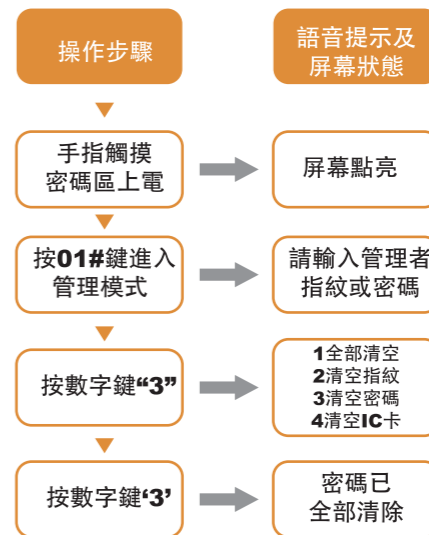 操作步驟
語音提示及
屏幕狀態
手指觸摸
密碼區上電
屏幕點亮
按01#鍵進入
管理模式
請輸入管理者
指紋或密碼
按數字鍵“3”
1全部清空
2清空指紋
3清空密碼
4清空IC卡
按數字鍵‘3’
密碼已
全部清除